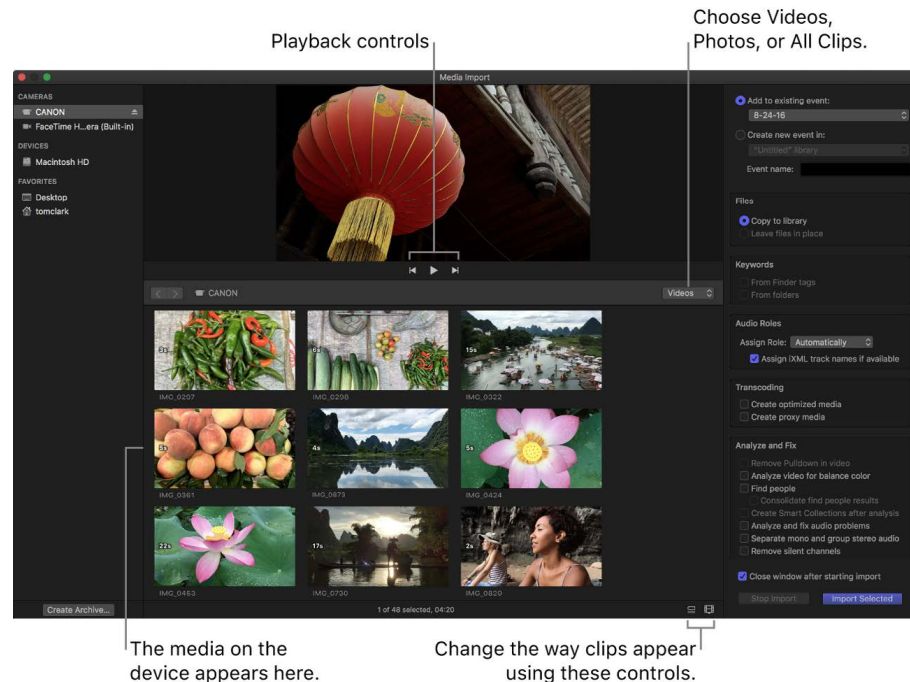 Choose Videos,
Photos, or All Clips.
Playback controls
Media Import
CAMERAS
CANON
FaceTime H...era (Built-in)
DEVICES
Macintosh HD
FAVORITES
Desktop
tomclark
CANON
Videos
3s
6s
15s
IMG_0207
IMG_0298
IMG_0322
5s
4s
5s
IMG_0361
IMG_0873
IMG_0424
22s
17s
2s
IMG_0463
IMG_0730
IMG_0820
Create Archive...
1 of 48 selected, 04:20
Add to existing event:
8-24-16
Create new event in:
"Untitled" library
Event name:
Files
Copy to library
Leave files in place
Keywords
From Finder tags
From folders
Audio Roles
Assign Role: Automatically
Assign iXML track names if available
Transcoding
Create optimized media
Create proxy media
Analyze and Fix
Remove Pulldown in video
Analyze video for balance color
Find people
Consolidate find people results
Create Smart Collections after analysis
Analyze and fix audio problems
Separate mono and group stereo audio
Remove silent channels
Close window after starting import
Stop Import
Import Selected
The media on the
device appears here.
Change the way clips appear
using these controls.